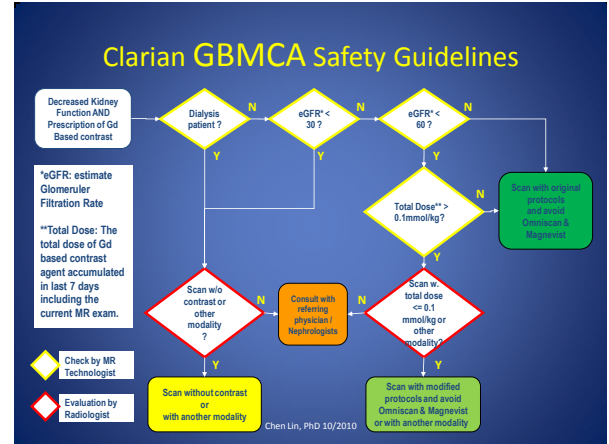 Clarian GBMCA Safety Guidelines
Decreased Kidney
Function AND
Prescription of Gd
Based contrast
Dialysis
patient ?
N
eGFR* <
30 ?
N
eGFR* <
60 ?
N
Y
Y
Y
*eGFR: estimate
Glomeruler
Filtration Rate
**Total Dose: The
total dose of Gd
based contrast
agent accumulated
in last 7 days
including the
current MR exam.
Total Dose** >
0.1mmol/kg?
N
Y
Scan with original
protocols
and avoid
Omniscan &
Magnevist
Scan w/o
contrast or
other
modality
?
N
Y
Consult with
referring
physician /
Nephrologists
Scan w.
total dose
<= 0.1
mmol/kg or
other
modality?
N
Y
Check by MR
Technologist
Evaluation by
Radiologist
Scan without contrast
or
with another modality
Scan with modified
protocols and avoid
Omniscan & Magnevist
or with another modality
Chen Lin, PhD 10/2010